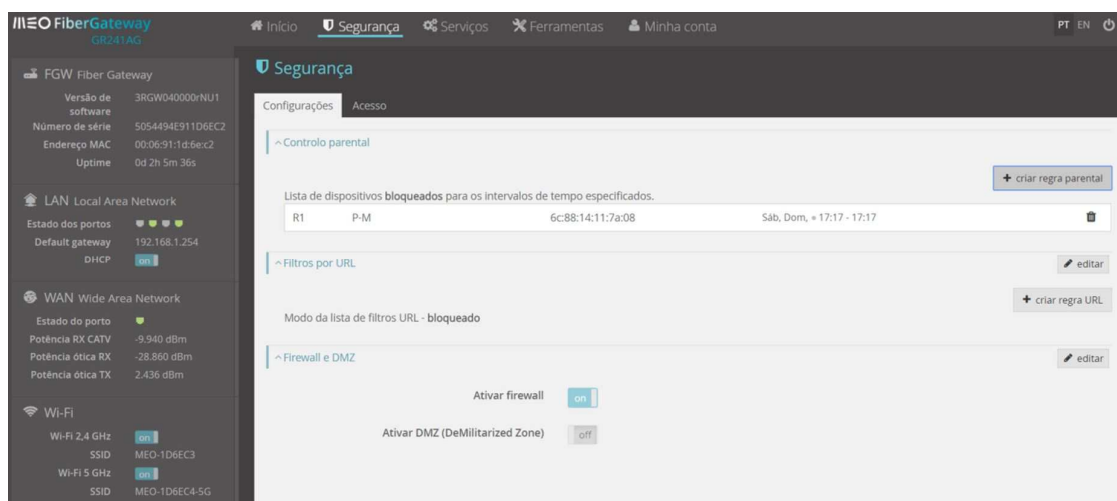 MEO FiberGateway
GR241AG
Início Segurança Serviços Ferramentas Minha conta PT EN
FGW Fiber Gateway
Versão de software 3RGW040000rNU1
Número de série 5054494E911D6EC2
Endereço MAC 00:06:91:1d:6e:c2
Uptime 0d 2h 5m 36s
LAN Local Area Network
Estado dos portos
Default gateway 192.168.1.254
DHCP on
WAN Wide Area Network
Estado do porto
Potência RX CATV -9.940 dBm
Potência ótica RX -28.860 dBm
Potência ótica TX 2.436 dBm
Wi-Fi
Wi-Fi 2,4 GHz on
SSID MEO-1D6EC3
Wi-Fi 5 GHz on
SSID MEO-1D6EC4-5G
Segurança
Configurações Acesso
Controlo parental
+ criar regra parental
Lista de dispositivos bloqueados para os intervalos de tempo especificados.
R1 P-M 6c:88:14:11:7a:08 Sáb, Dom, » 17:17 - 17:17
Filtros por URL editar
+ criar regra URL
Modo da lista de filtros URL - bloqueado
Firewall e DMZ editar
Ativar firewall on
Ativar DMZ (DeMilitarized Zone) off